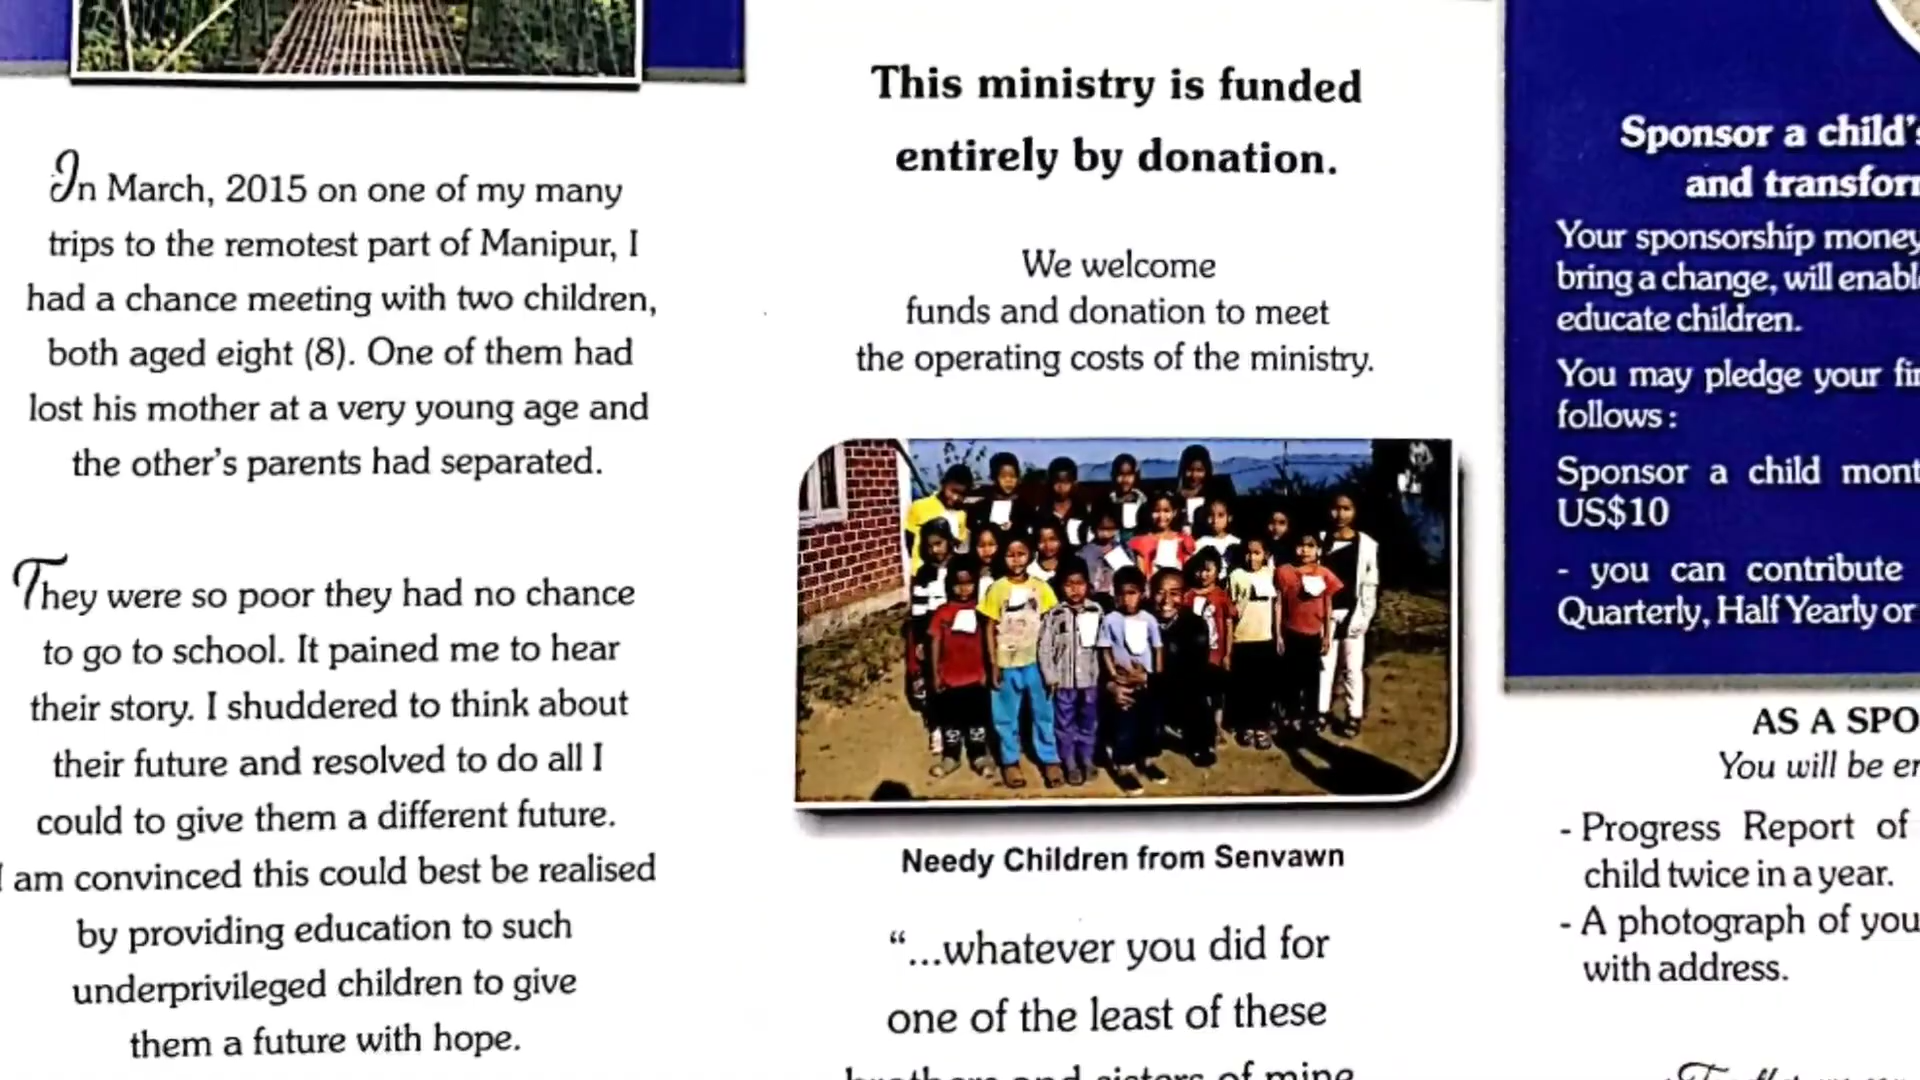 In March, 2015 on one of my many
trips to the remotest part of Manipur, I
had a chance meeting with two children,
both aged eight (8). One of them had
lost his mother at a very young age and
the other's parents had separated.
They were so poor they had no chance
to go to school. It pained me to hear
their story. I shuddered to think about
their future and resolved to do all I
could to give them a different future.
I am convinced this could best be realised
by providing education to such
underprivileged children to give
them a future with hope.
This ministry is funded
entirely by donation.
We welcome
funds and donation to meet
the operating costs of the ministry.
Needy Children from Senvawn
“...whatever you did for
one of the least of these
brothers and sisters of mine
Sponsor a child's
and transfor
Your sponsorship money
bring a change, will enabl
educate children.
You may pledge your fin
follows :
Sponsor a child mont
US$10
- you can contribute
Quarterly, Half Yearly or
AS A SPO
You will be en
- Progress Report of
child twice in a year.
- A photograph of you
with address.